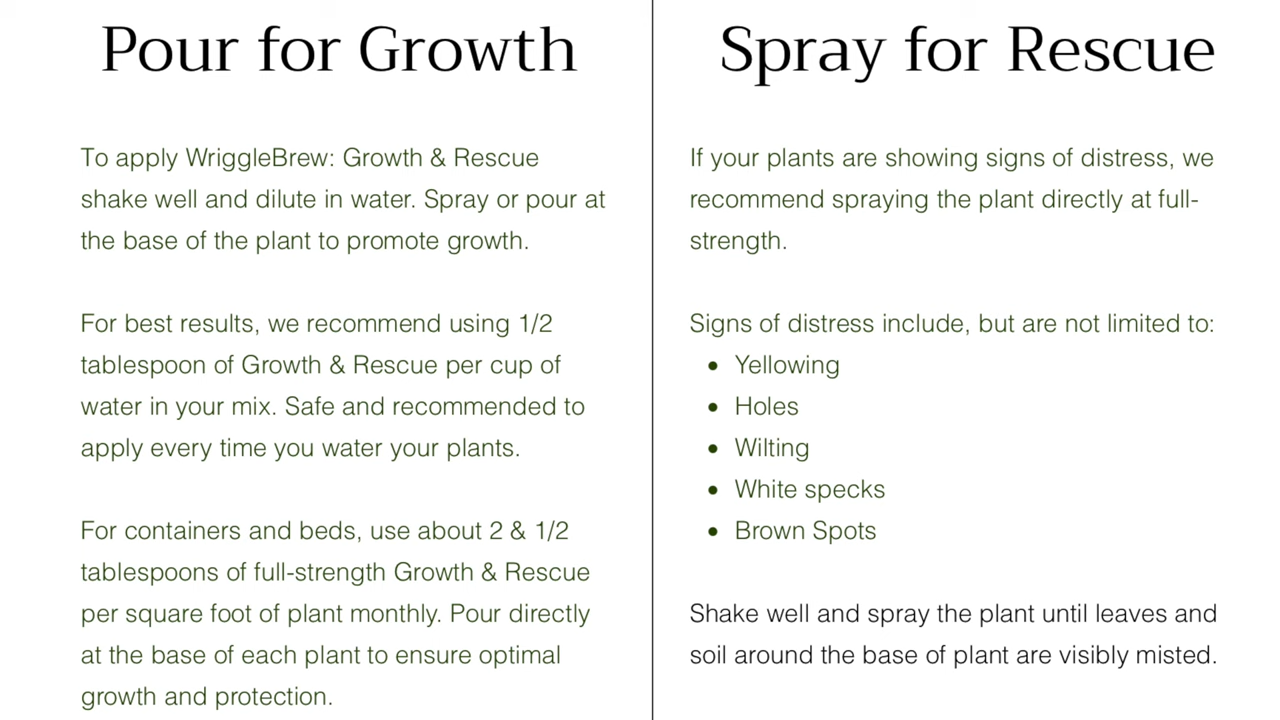 Pour for Growth
To apply WriggleBrew: Growth & Rescue
shake well and dilute in water. Spray or pour at
the base of the plant to promote growth.
For best results, we recommend using 1/2
tablespoon of Growth & Rescue per cup of
water in your mix. Safe and recommended to
apply every time you water your plants.
For containers and beds, use about 2 & 1/2
tablespoons of full-strength Growth & Rescue
per square foot of plant monthly. Pour directly
at the base of each plant to ensure optimal
growth and protection.
Spray for Rescue
If your plants are showing signs of distress, we
recommend spraying the plant directly at full-
strength.
Signs of distress include, but are not limited to:
• Yellowing
• Holes
• Wilting
• White specks
• Brown Spots
Shake well and spray the plant until leaves and
soil around the base of plant are visibly misted.